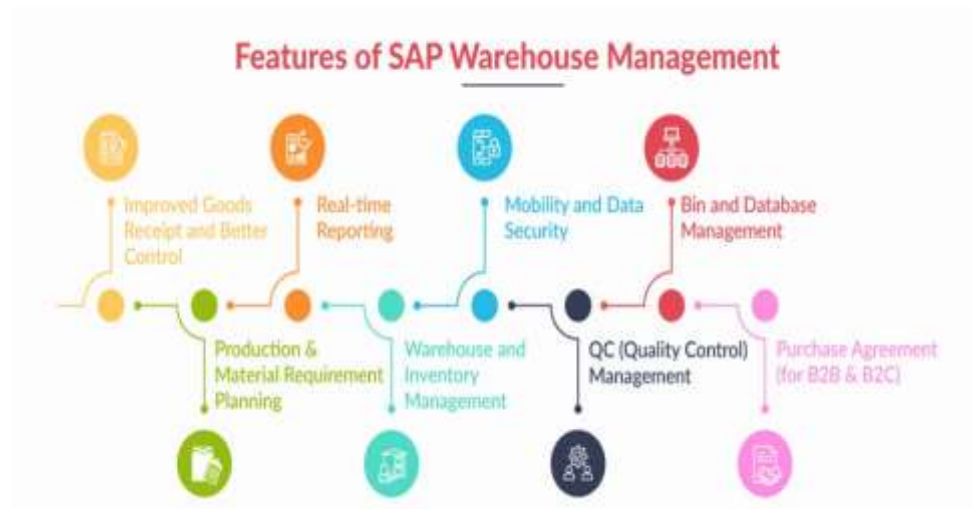 Features of SAP Warehouse Management
Improved Goods
Receipt and Better
Control
Production &
Material Requirement
Planning
Real-time
Reporting
Warehouse and
Inventory
Management
Mobility and Data
Security
QC (Quality Control)
Management
Bin and Database
Management
Purchase Agreement
(for B2B & B2C)